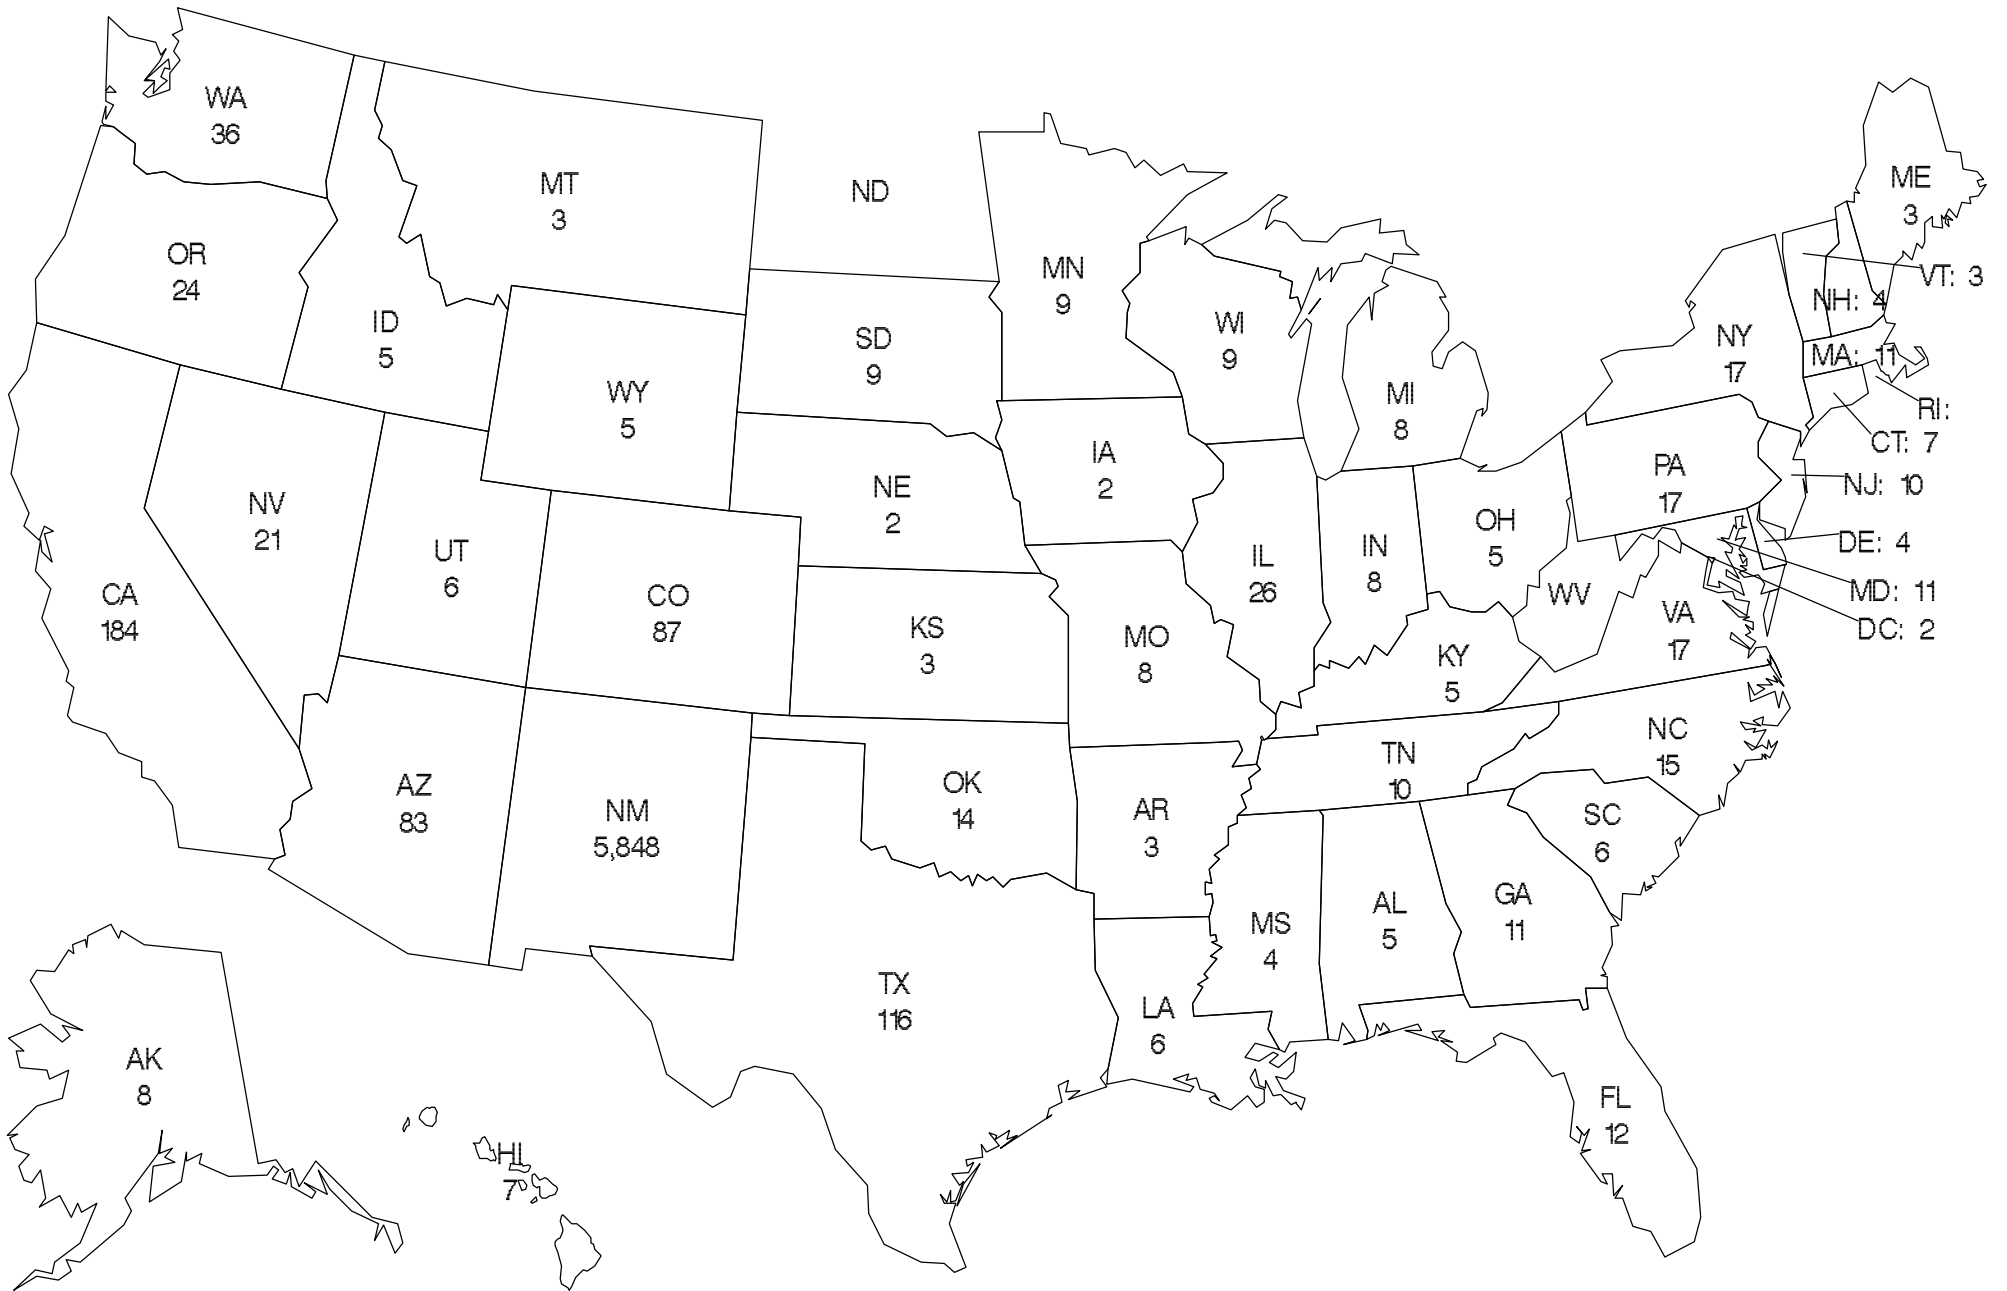 WA
36
MT
3
ND
MN
9
ME
3
OR
24
ID
5
VT: 3
NH: 4
SD
9
WI
9
NY
17
MA: 11
WY
5
MI
8
RI:
CT: 7
IA
2
PA
17
NJ: 10
NE
2
NV
21
OH
5
UT
6
IL
26
IN
8
DE: 4
CA
184
CO
87
WV
MD: 11
KS
3
MO
8
VA
17
DC: 2
KY
5
NC
15
TN
10
AZ
83
NM
5,848
OK
14
AR
3
SC
6
GA
11
AL
5
MS
4
TX
116
LA
6
AK
8
FL
12
HI
7